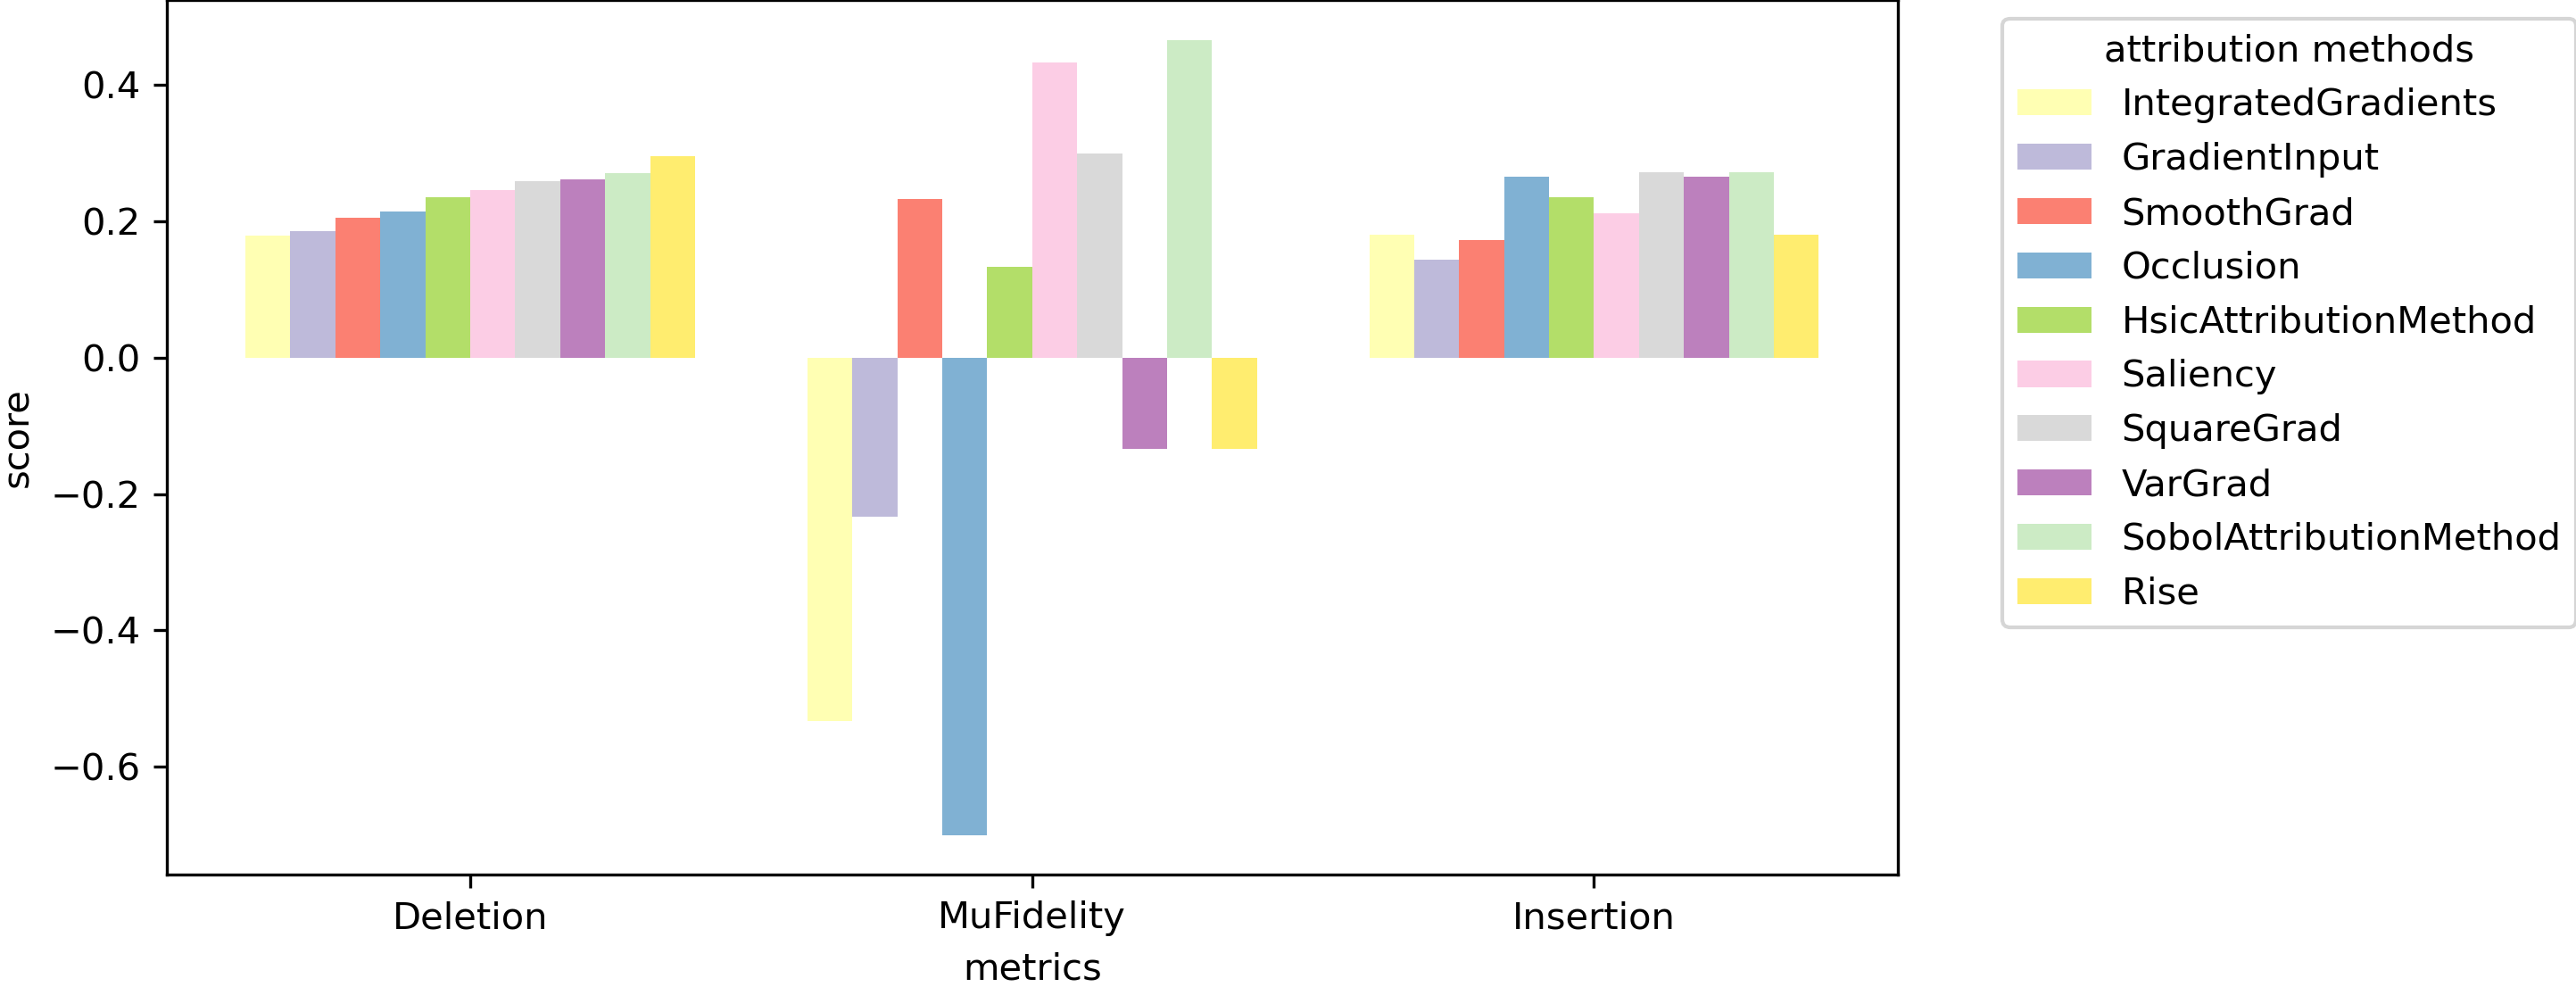 0.4
0.2
0.0
−0.2
−0.4
−0.6
score
Deletion
MuFidelity
Insertion
metrics
attribution methods
IntegratedGradients
GradientInput
SmoothGrad
Occlusion
HsicAttributionMethod
Saliency
SquareGrad
VarGrad
SobolAttributionMethod
Rise